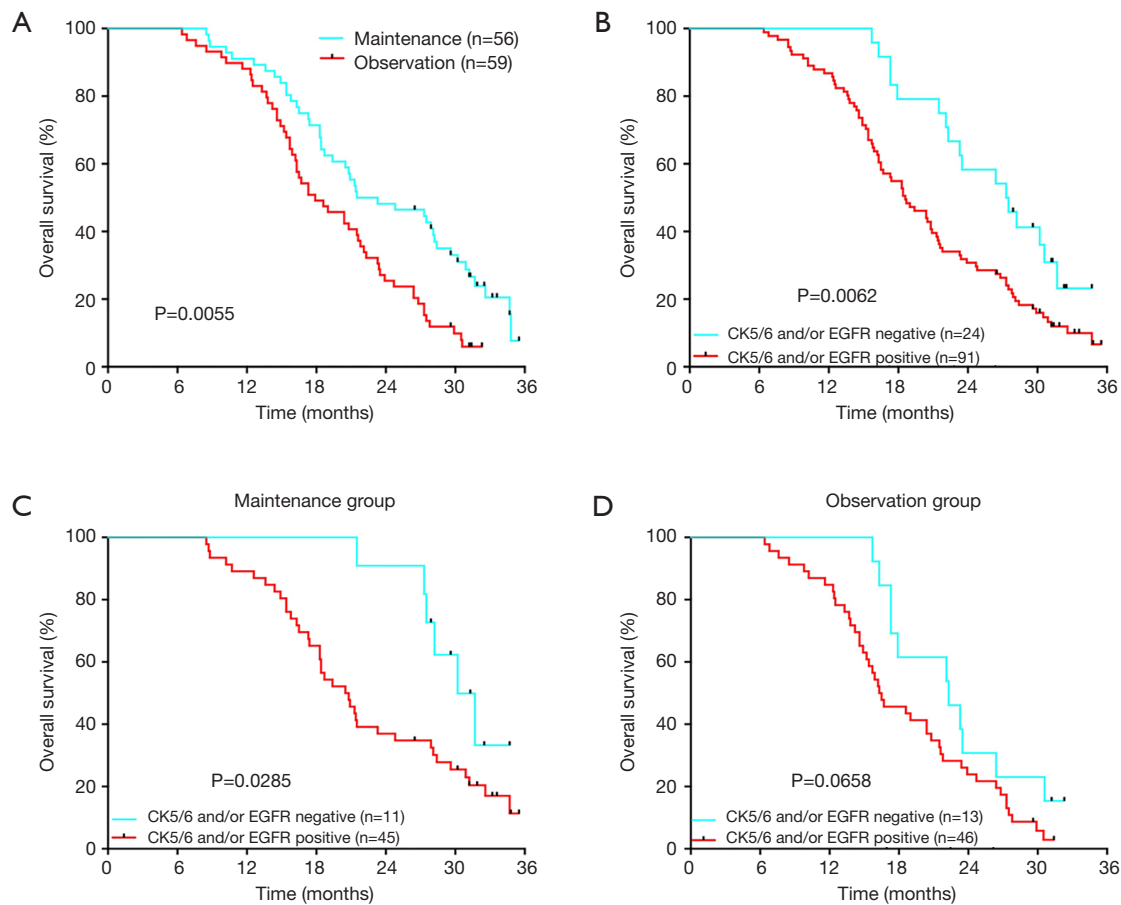 A
Overall survival (%)
100
80
60
40
20
0
Maintenance (n=56)
Observation (n=59)
P=0.0055
0 6 12 18 24 30 36
Time (months)
B
Overall survival (%)
100
80
60
40
20
0
P=0.0062
CK5/6 and/or EGFR negative (n=24)
CK5/6 and/or EGFR positive (n=91)
0 6 12 18 24 30 36
Time (months)
C
Maintenance group
Overall survival (%)
100
80
60
40
20
0
P=0.0285
CK5/6 and/or EGFR negative (n=11)
CK5/6 and/or EGFR positive (n=45)
0 6 12 18 24 30 36
Time (months)
D
Observation group
Overall survival (%)
100
80
60
40
20
0
P=0.0658
CK5/6 and/or EGFR negative (n=13)
CK5/6 and/or EGFR positive (n=46)
0 6 12 18 24 30 36
Time (months)